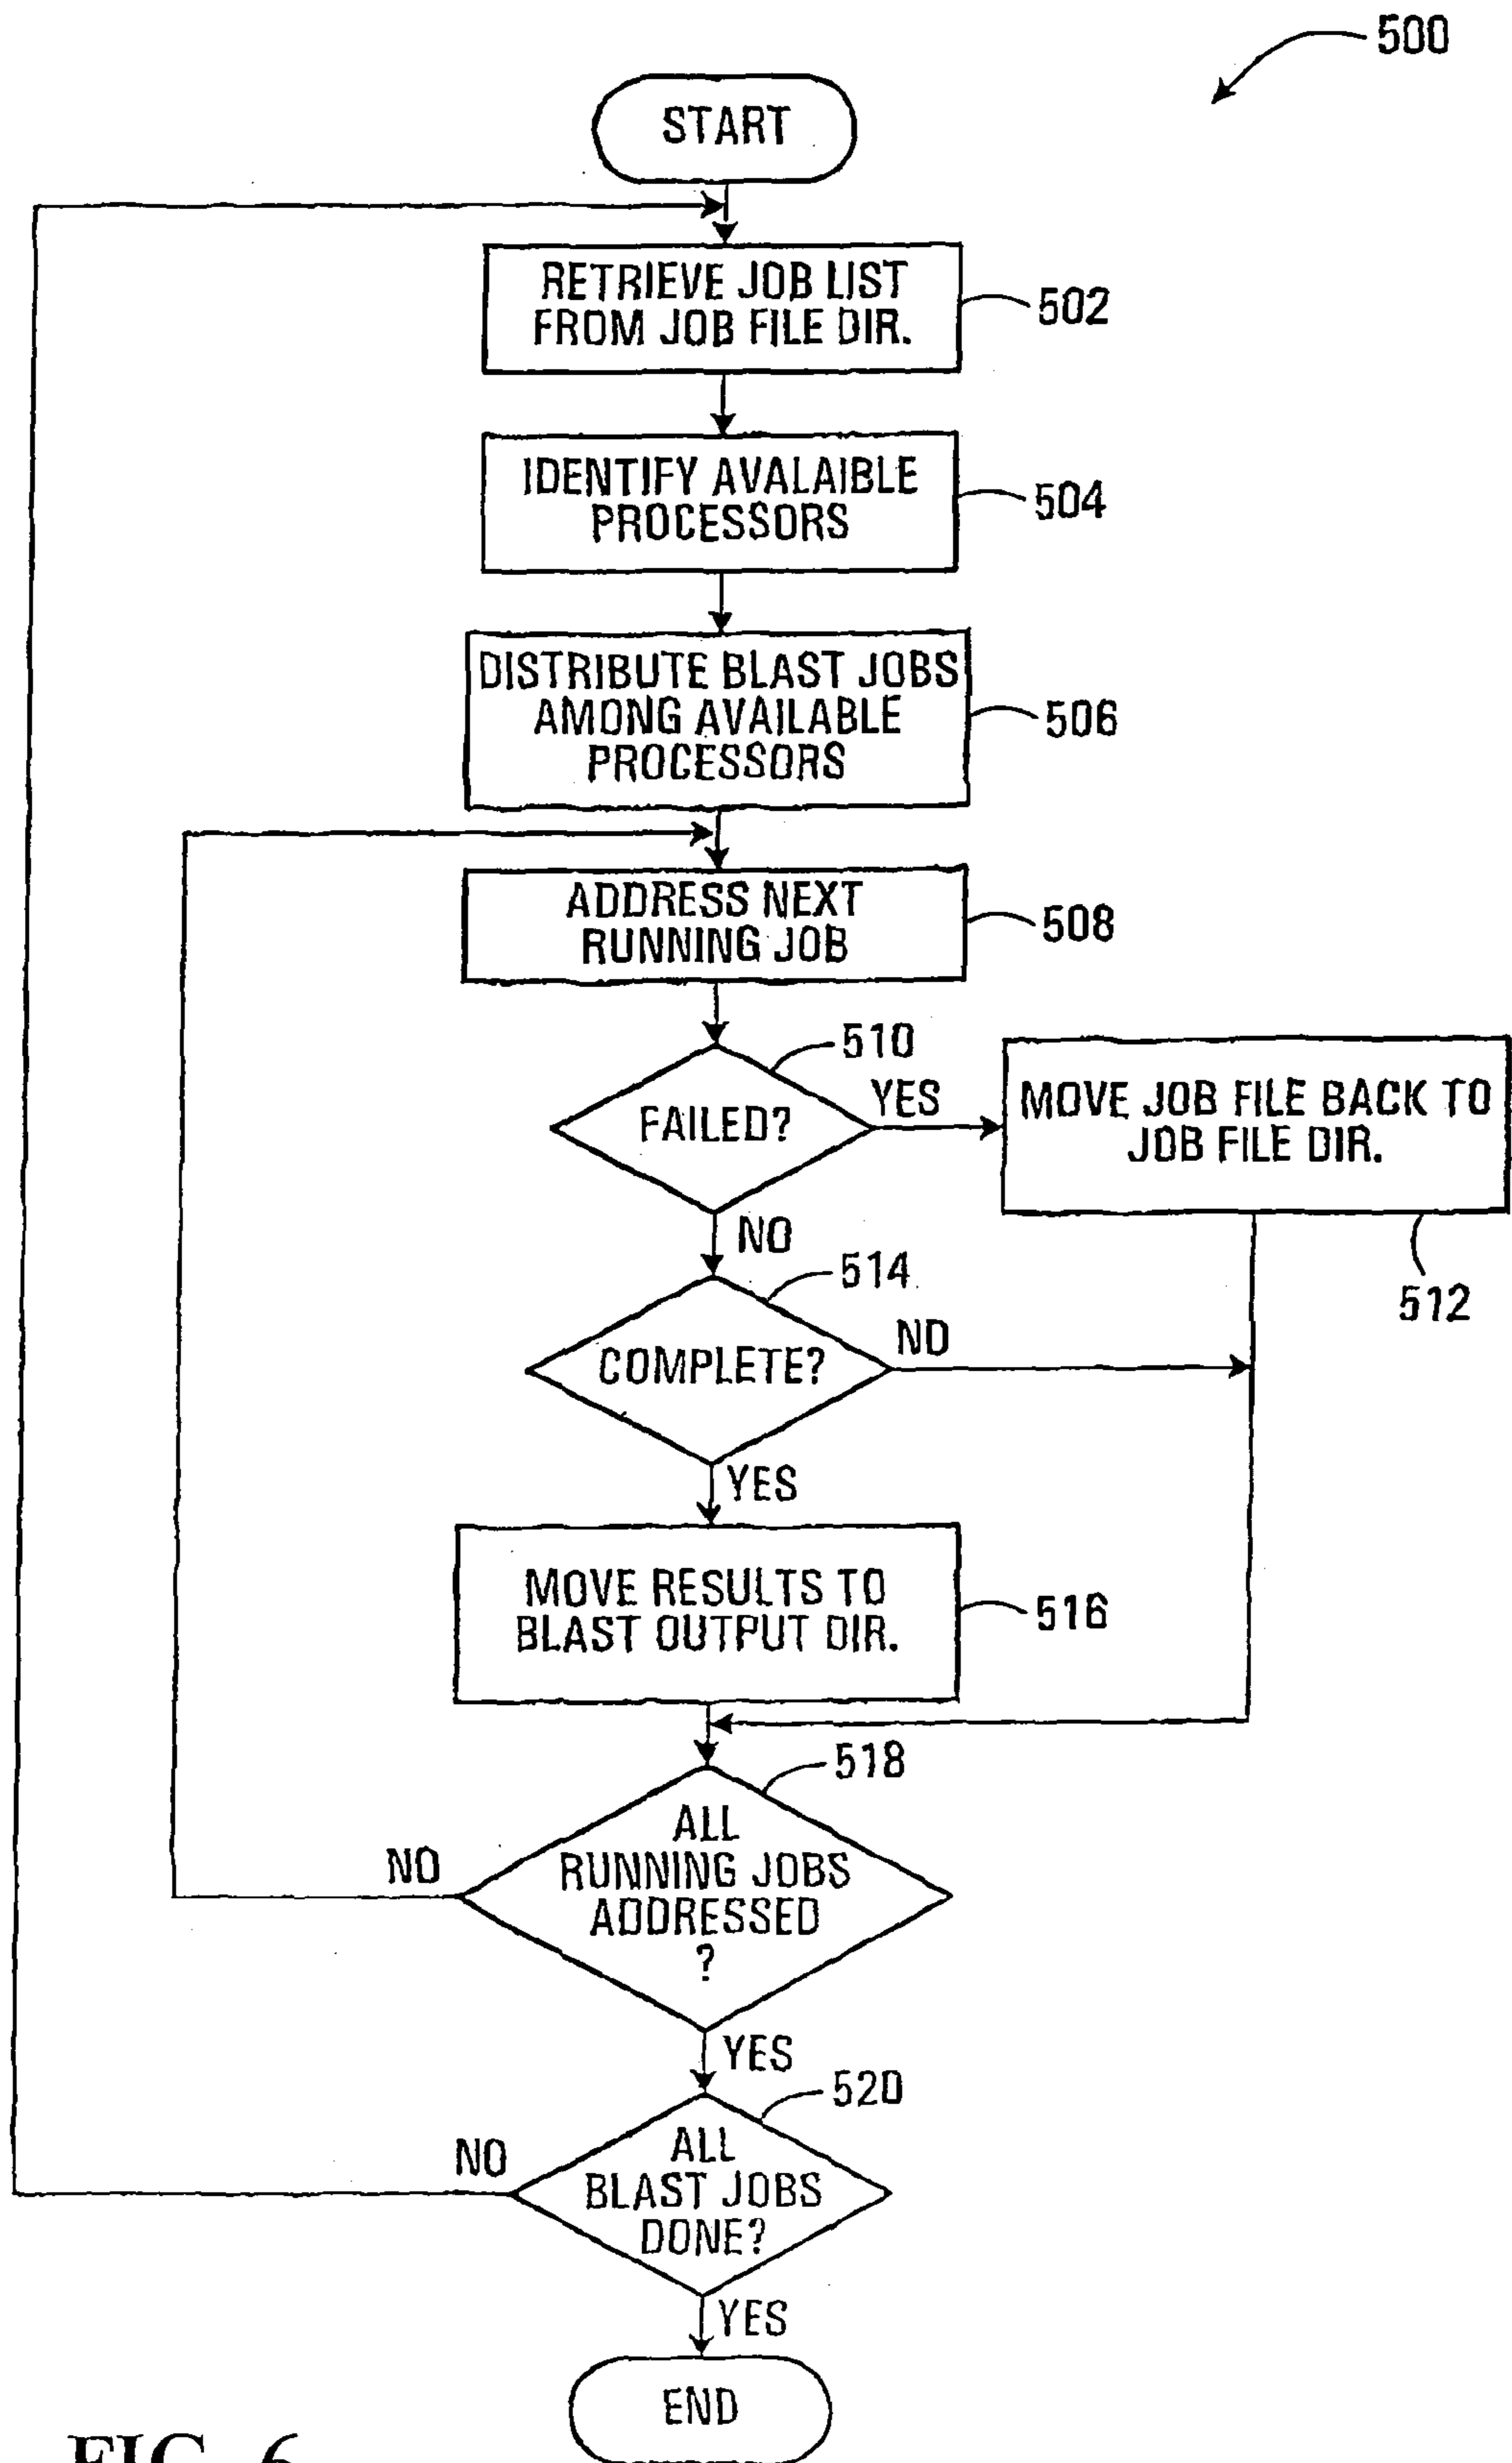 500
START
RETRIEVE JOB LIST
FROM JOB FILE DIR.
502
IDENTIFY AVALAIBLE
PROCESSORS
504
DISTRIBUTE BLAST JOBS
AMONG AVAILABLE
PROCESSORS
506
ADDRESS NEXT
RUNNING JOB
508
510
FAILED?
YES
MOVE JOB FILE BACK TO
JOB FILE DIR.
512
NO
514
COMPLETE?
NO
YES
MOVE RESULTS TO
BLAST OUTPUT DIR.
516
518
ALL
RUNNING JOBS
ADDRESSED
?
NO
YES
520
ALL
BLAST JOBS
DONE?
NO
YES
END
FIG. 6